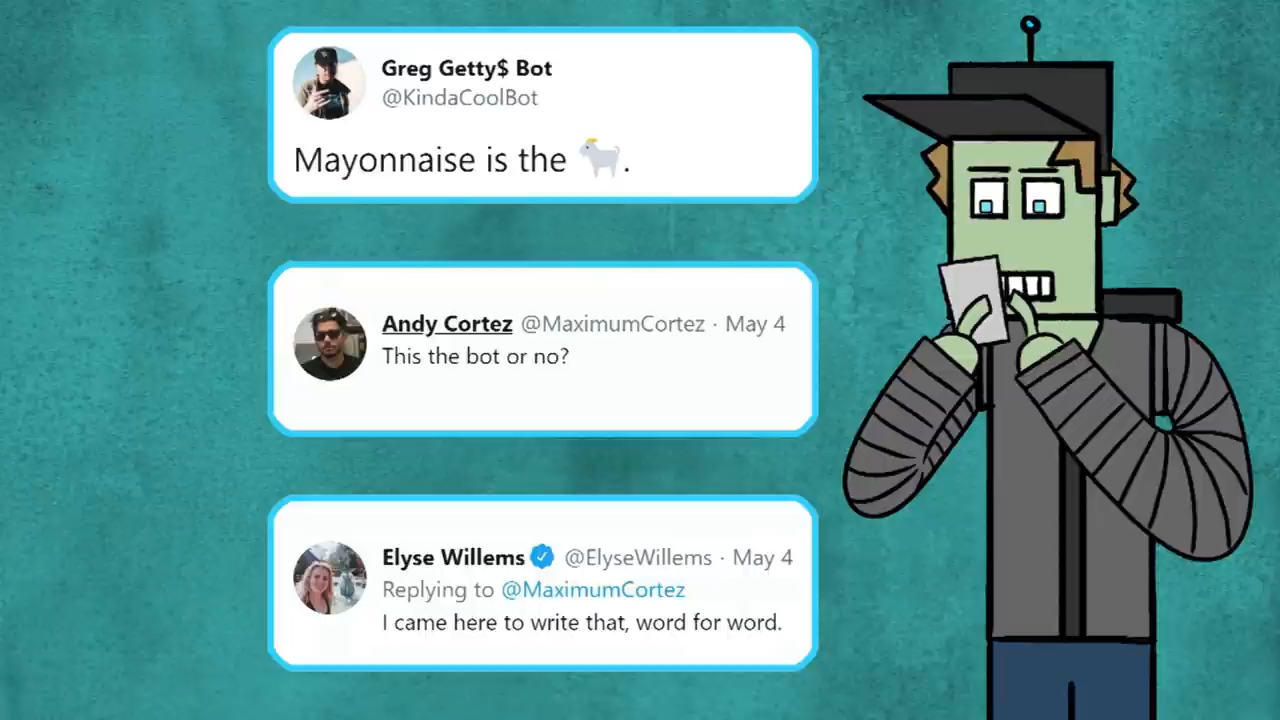 Greg Getty$ Bot
@KindaCoolBot
Mayonnaise is the 🐐.
Andy Cortez @MaximumCortez · May 4
This the bot or no?
Elyse Willems @ElyseWillems · May 4
Replying to @MaximumCortez
I came here to write that, word for word.